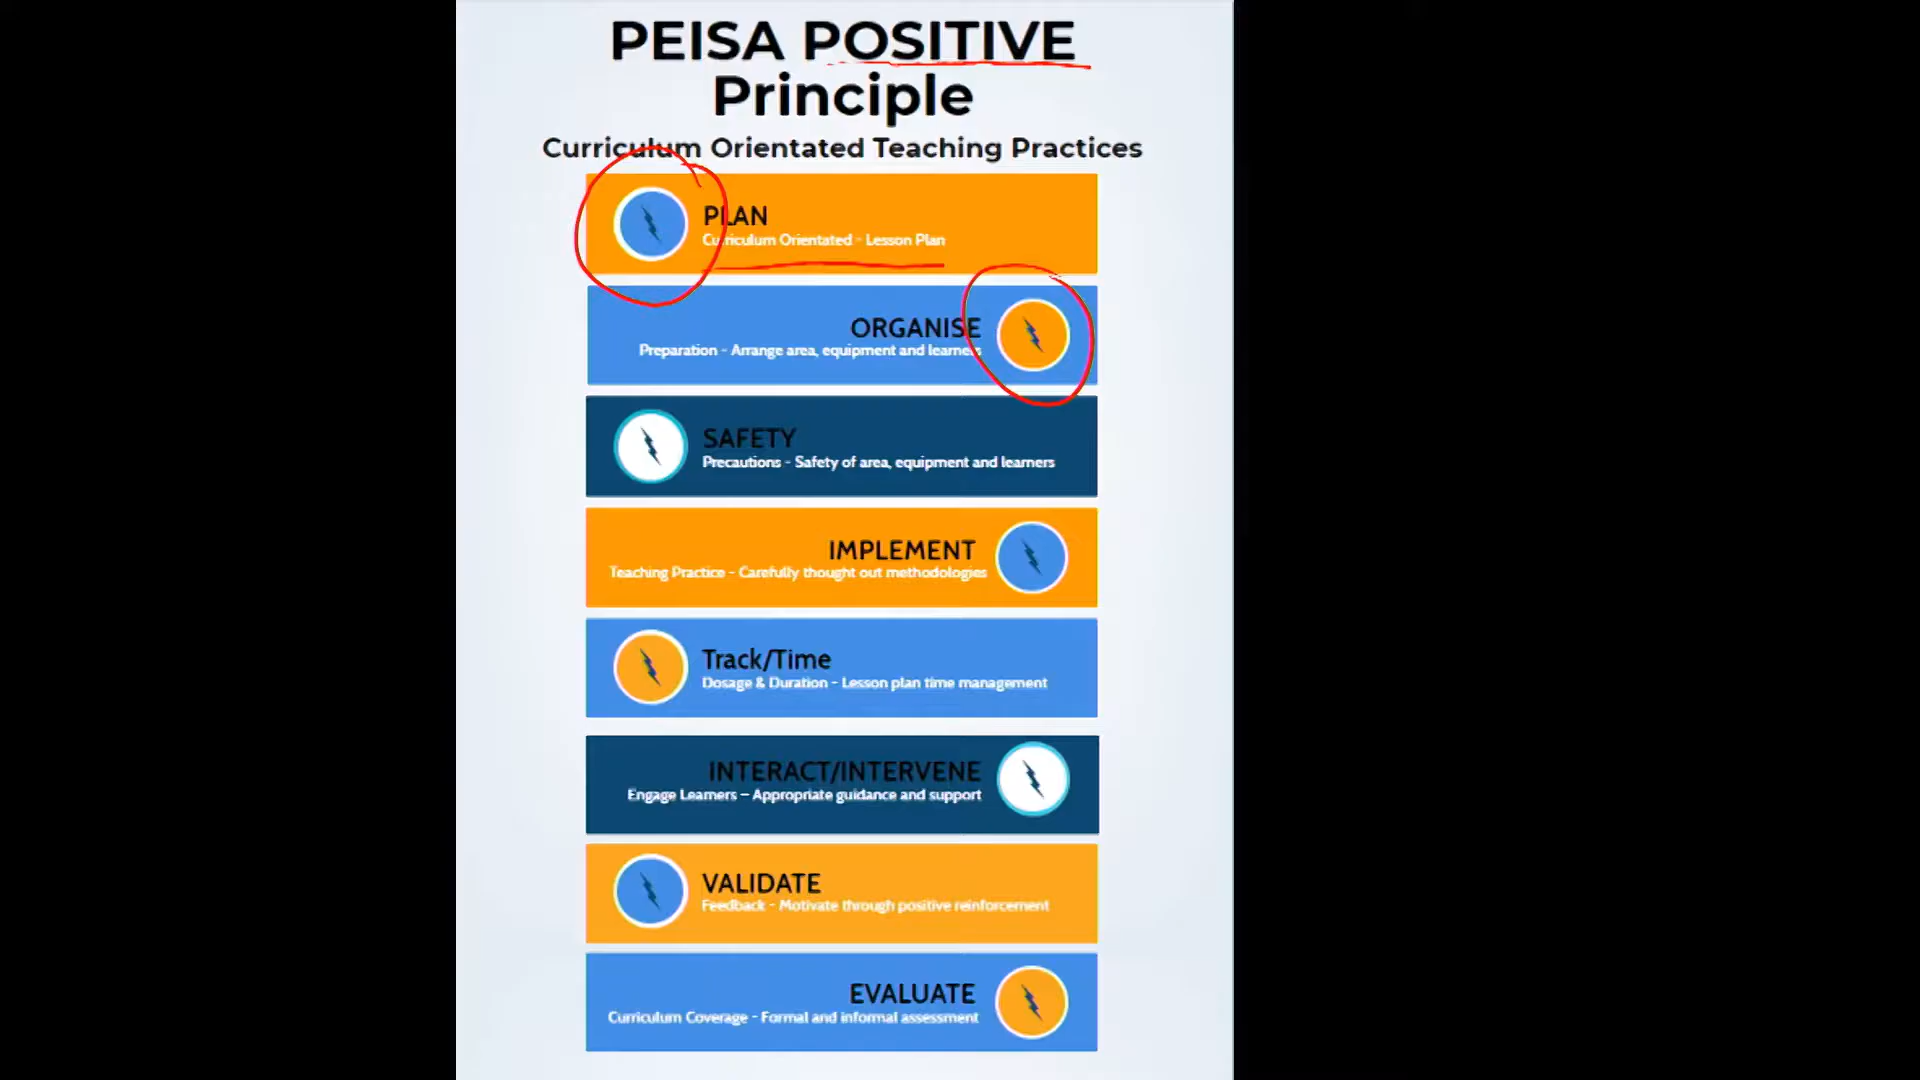 PEISA POSITIVE
Principle
Curriculum Orientated Teaching Practices
PLAN
Curriculum Orientated - Lesson Plan
ORGANISE
Preparation - Arrange area, equipment and learners
SAFETY
Precautions - Safety of area, equipment and learners
IMPLEMENT
Teaching Practice - Carefully thought out methodologies
Track/Time
Dosage & Duration - Lesson plan time management
INTERACT/INTERVENE
Engage Learners – Appropriate guidance and support
VALIDATE
Feedback - Motivate through positive reinforcement
EVALUATE
Curriculum Coverage - Formal and informal assessment